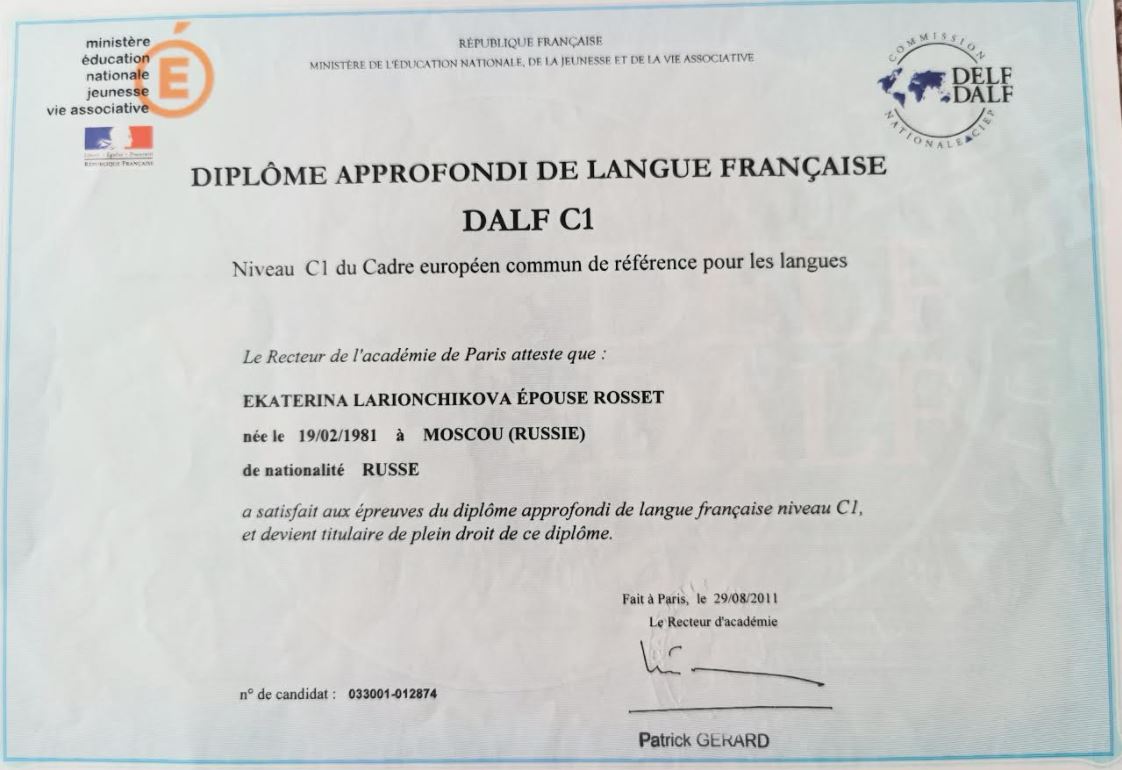 ministère
éducation
nationale
jeunesse
vie associative
É
RÉPUBLIQUE FRANÇAISE
RÉPUBLIQUE FRANÇAISE
MINISTÈRE DE L'ÉDUCATION NATIONALE, DE LA JEUNESSE ET DE LA VIE ASSOCIATIVE
COMMISSION
DELF
DALF
NATIONALE CIEP
DIPLÔME APPROFONDI DE LANGUE FRANÇAISE
DALF C1
Niveau C1 du Cadre européen commun de référence pour les langues
Le Recteur de l'académie de Paris atteste que :
EKATERINA LARIONCHIKOVA ÉPOUSE ROSSET
née le 19/02/1981 à MOSCOU (RUSSIE)
de nationalité RUSSE
a satisfait aux épreuves du diplôme approfondi de langue française niveau C1,
et devient titulaire de plein droit de ce diplôme.
Fait à Paris, le 29/08/2011
Le Recteur d'académie
n° de candidat : 033001-012874
Patrick GERARD
DELF
DALF